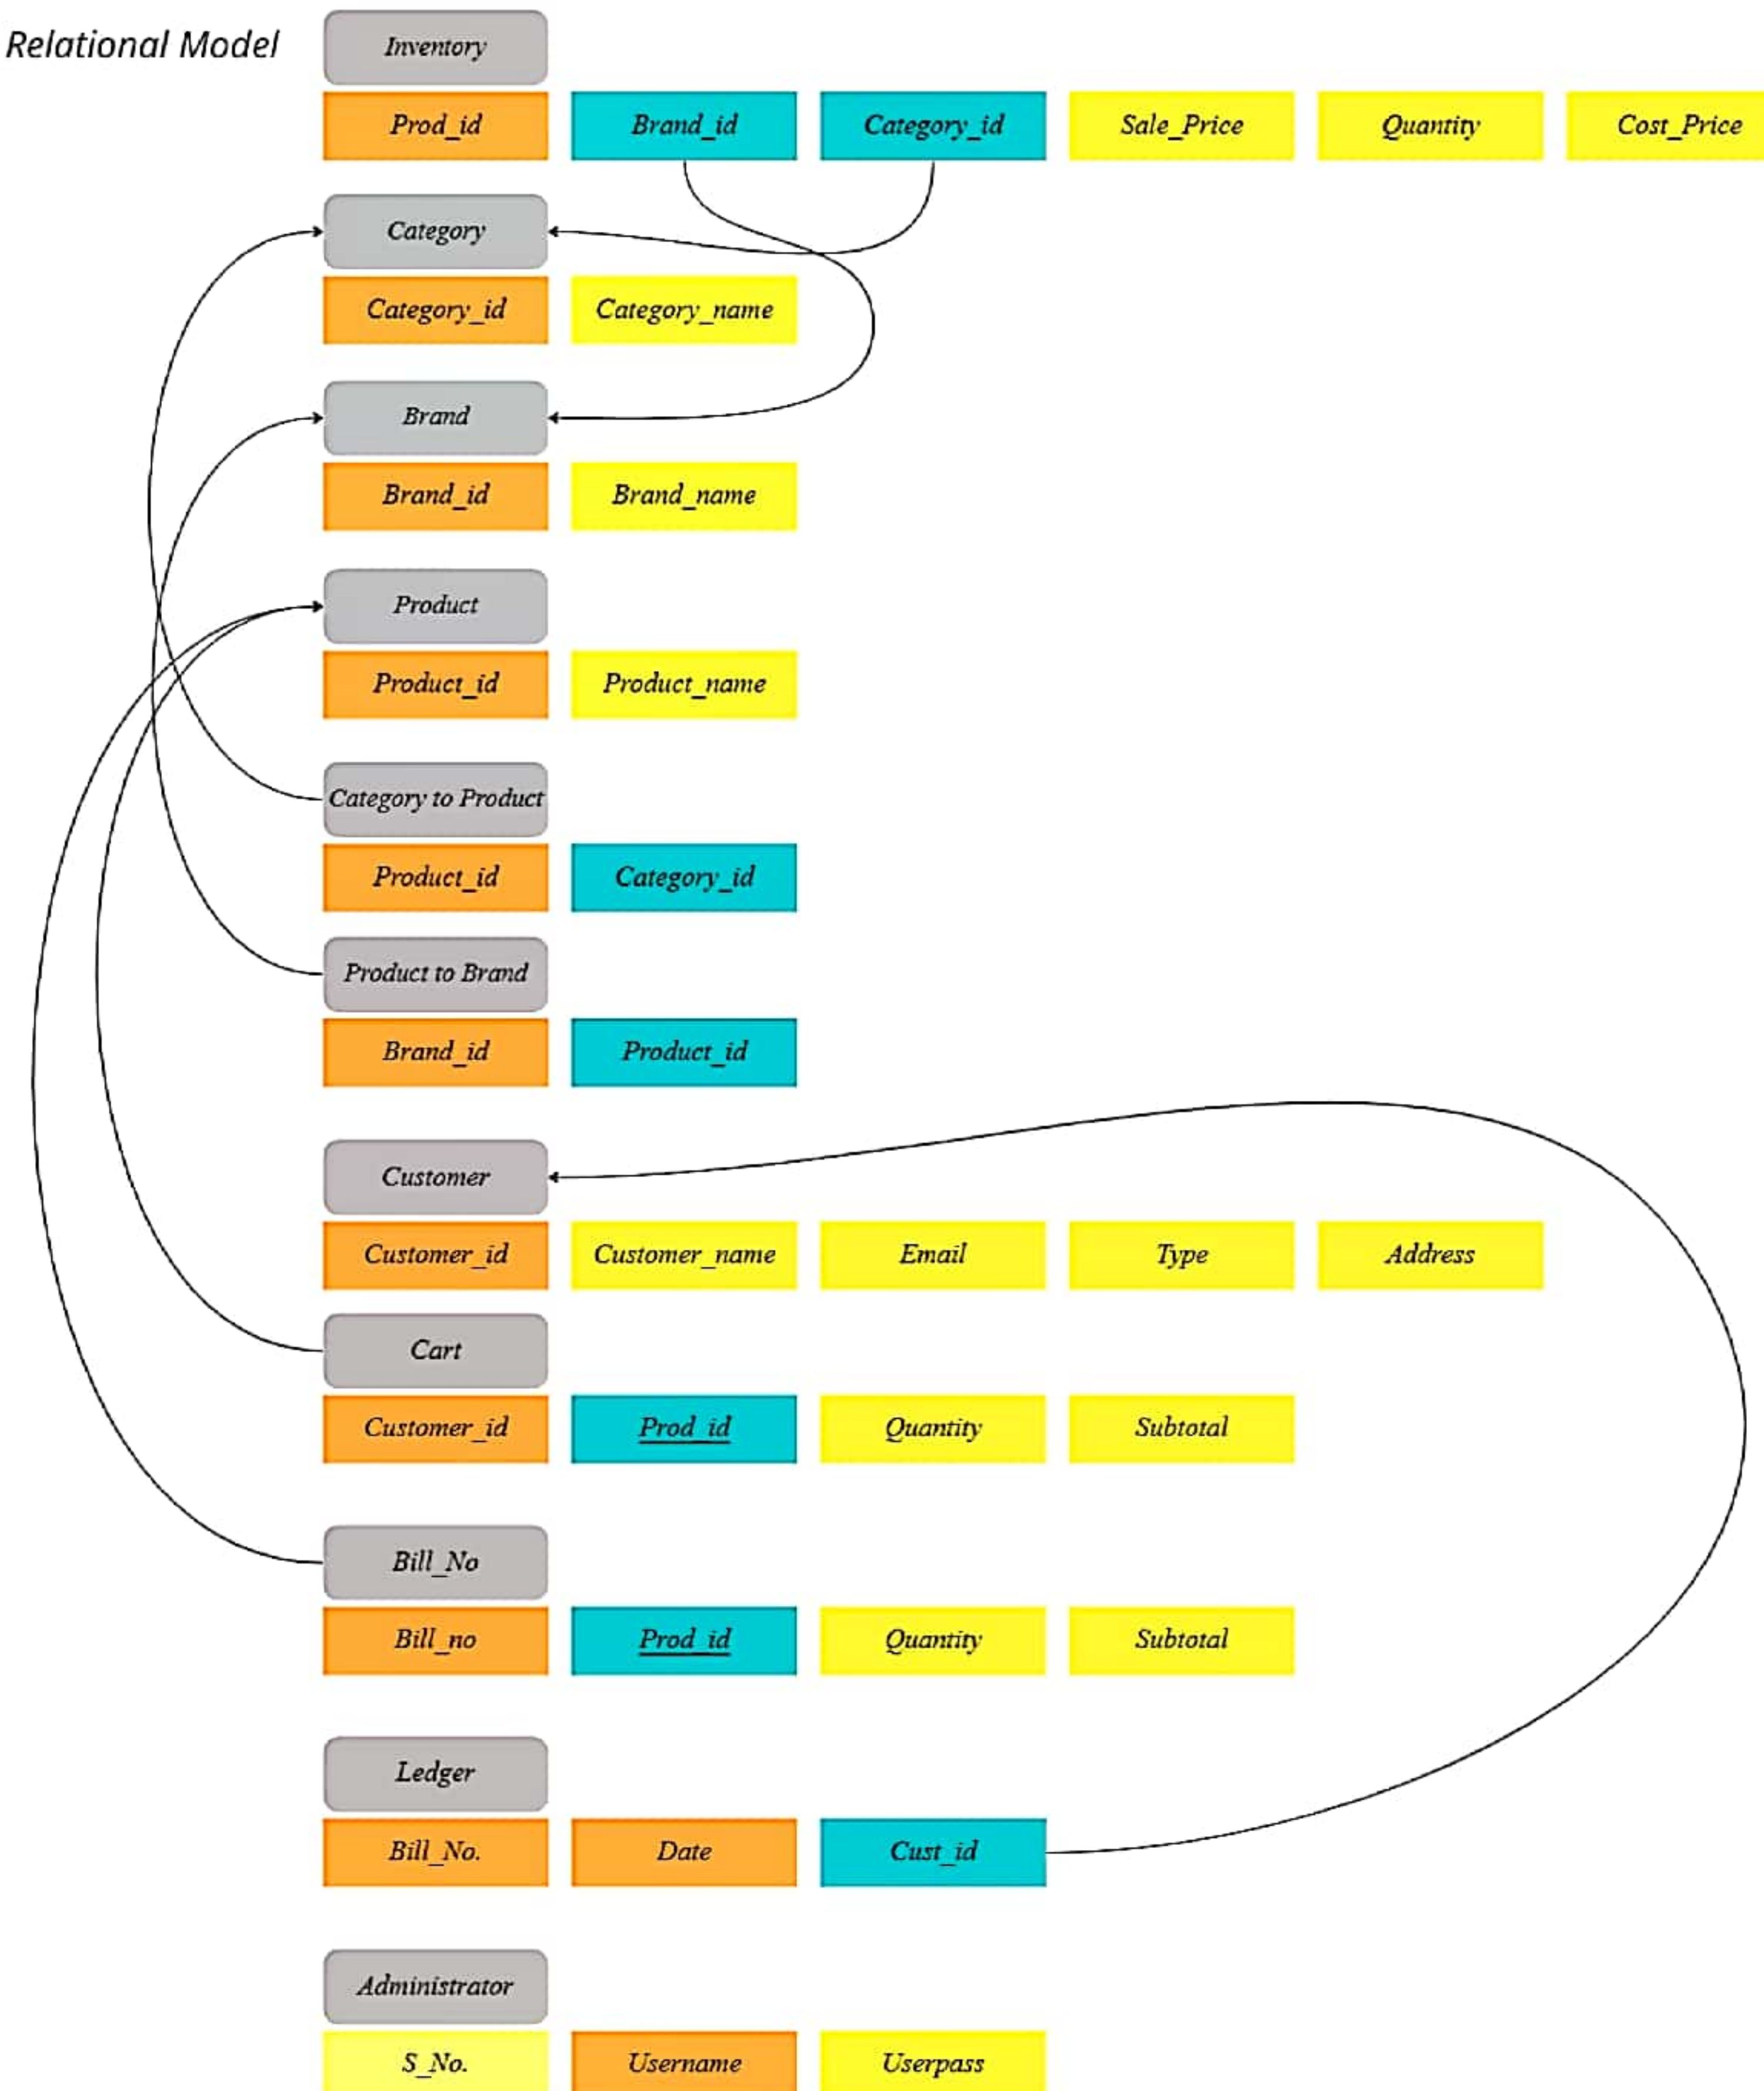 Relational Model
Inventory
Prod_id Brand_id Category_id Sale_Price Quantity Cost_Price
Category
Category_id Category_name
Brand
Brand_id Brand_name
Product
Product_id Product_name
Category to Product
Product_id Category_id
Product to Brand
Brand_id Product_id
Customer
Customer_id Customer_name Email Type Address
Cart
Customer_id Prod_id Quantity Subtotal
Bill_No
Bill_no Prod_id Quantity Subtotal
Ledger
Bill_No. Date Cust_id
Administrator
S_No. Username Userpass